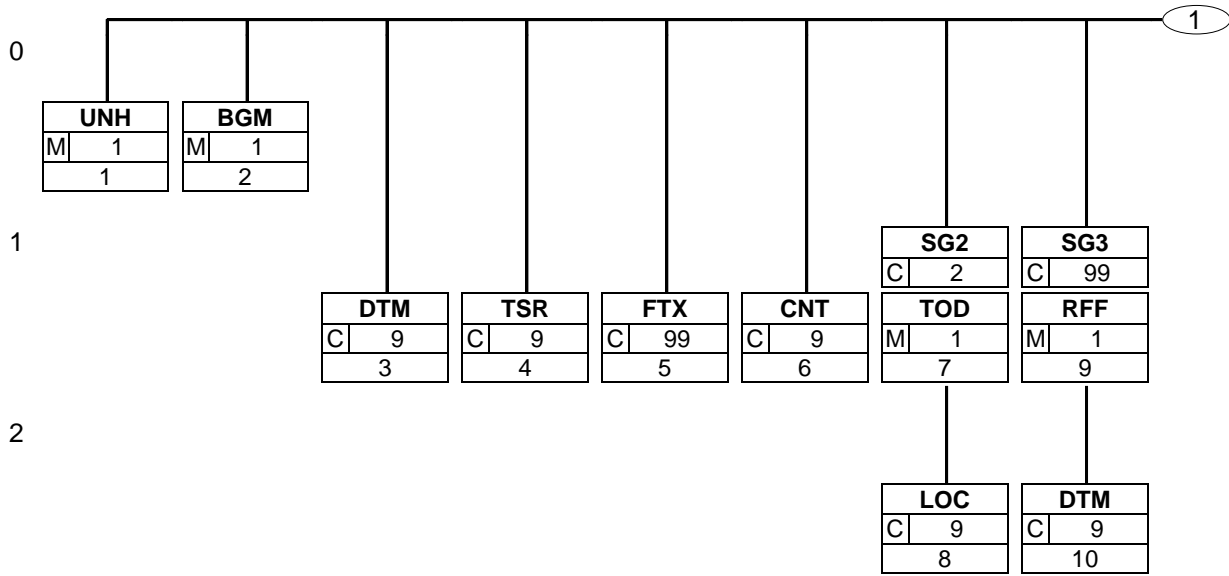 1
0
UNH BGM
M 1 M 1
1 2
1
SG2 SG3
C 2 C 99
DTM TSR FTX CNT TOD RFF
C 9 C 9 C 99 C 9 M 1 M 1
3 4 5 6 7 9
2
LOC DTM
C 9 C 9
8 10